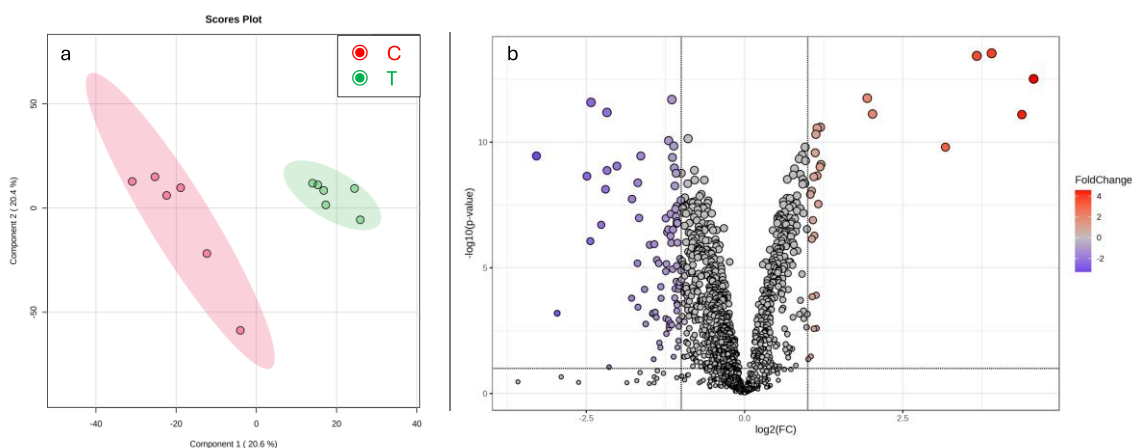 Scores Plot
a
C
T
50
0
-50
-40
-20
0
20
40
Component 2 ( 20.4 %)
Component 1 ( 20.6 %)
b
10
5
0
-2.5
0.0
2.5
-log10(p-value)
log2(FC)
FoldChange
4
2
0
-2